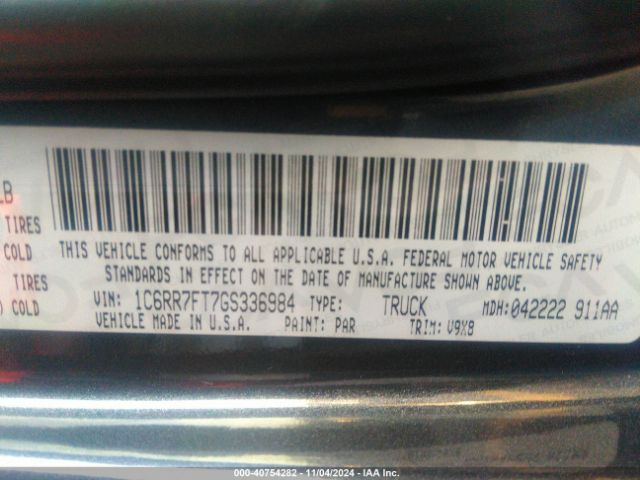 LB
TIRES
COLD
TIRES
) COLD
THIS VEHICLE CONFORMS TO ALL APPLICABLE U.S.A. FEDERAL MOTOR VEHICLE SAFETY
STANDARDS IN EFFECT ON THE DATE OF MANUFACTURE SHOWN ABOVE.
VIN: 1C6RR7FT7GS336984 TYPE: TRUCK MDH:042222 911AA
VEHICLE MADE IN U.S.A. PAINT: PAR TRIM: V9X8
000-40754282 - 11/04/2024 - IAA Inc.